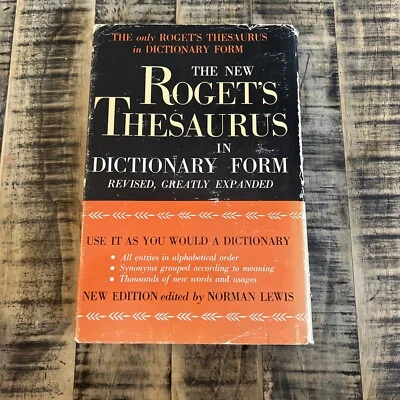 THE only ROGET'S THESAURUS
in DICTIONARY FORM
THE NEW
ROGET'S
THESAURUS
IN
DICTIONARY FORM
REVISED, GREATLY EXPANDED
USE IT AS YOU WOULD A DICTIONARY
• All entries in alphabetical order
• Synonyms grouped according to meaning
• Thousands of new words and usages
NEW EDITION edited by NORMAN LEWIS